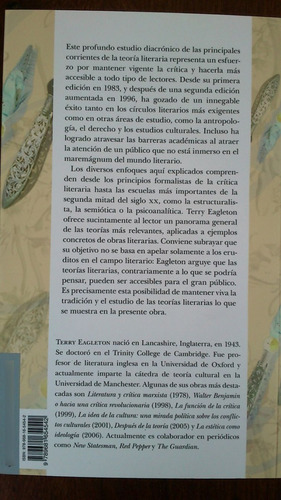 Este profundo estudio diacrónico de las principales
corrientes de la teoría literaria representa un esfuer-
zo por mantener vigente la crítica y hacerla más
accesible a todo tipo de lectores. Desde su primera
edición en 1983, y después de una segunda edición
aumentada en 1996, ha gozado de un innegable
éxito tanto en los círculos literarios más exigentes
como en otras áreas de estudio, como la antropolo-
gía, el derecho y los estudios culturales. Incluso ha
logrado atravesar las barreras académicas al atraer
la atención de un público que no está inmerso en el
maremágnum del mundo literario.
Los diversos enfoques aquí explicados compren-
den desde los principios formalistas de la crítica
literaria hasta las escuelas más importantes de la
segunda mitad del siglo XX, como la estructuralis-
ta, la semiótica o la psicoanalítica. Terry Eagleton
ofrece sucintamente al lector un panorama general
de las teorías más relevantes, aplicadas a ejemplos
concretos de obras literarias. Conviene subrayar que
su objetivo no se basa en apelar solamente a los eru-
ditos en el campo literario: Eagleton arguye que las
teorías literarias, contrariamente a lo que se podría
pensar, pueden ser accesibles para el gran público.
Es precisamente esta posibilidad de mantener viva la
tradición y el estudio de las teorías literarias lo que
se muestra en la presente obra.
TERRY EAGLETON nació en Lancashire, Inglaterra, en 1943.
Se doctoró en el Trinity College de Cambridge. Fue pro-
fesor de literatura inglesa en la Universidad de Oxford y
actualmente imparte la cátedra de teoría cultural en la
Universidad de Manchester. Algunas de sus obras más des-
tacadas son Literatura y crítica marxista (1978), Walter Benjamin
o hacia una crítica revolucionaria (1998), La función de la crítica
(1999), La idea de la cultura: una mirada política sobre los conflic-
tos culturales (2001), Después de la teoría (2005) y La estética como
ideología (2006). Actualmente es colaborador en periódicos
como New Statesman, Red Pepper y The Guardian.